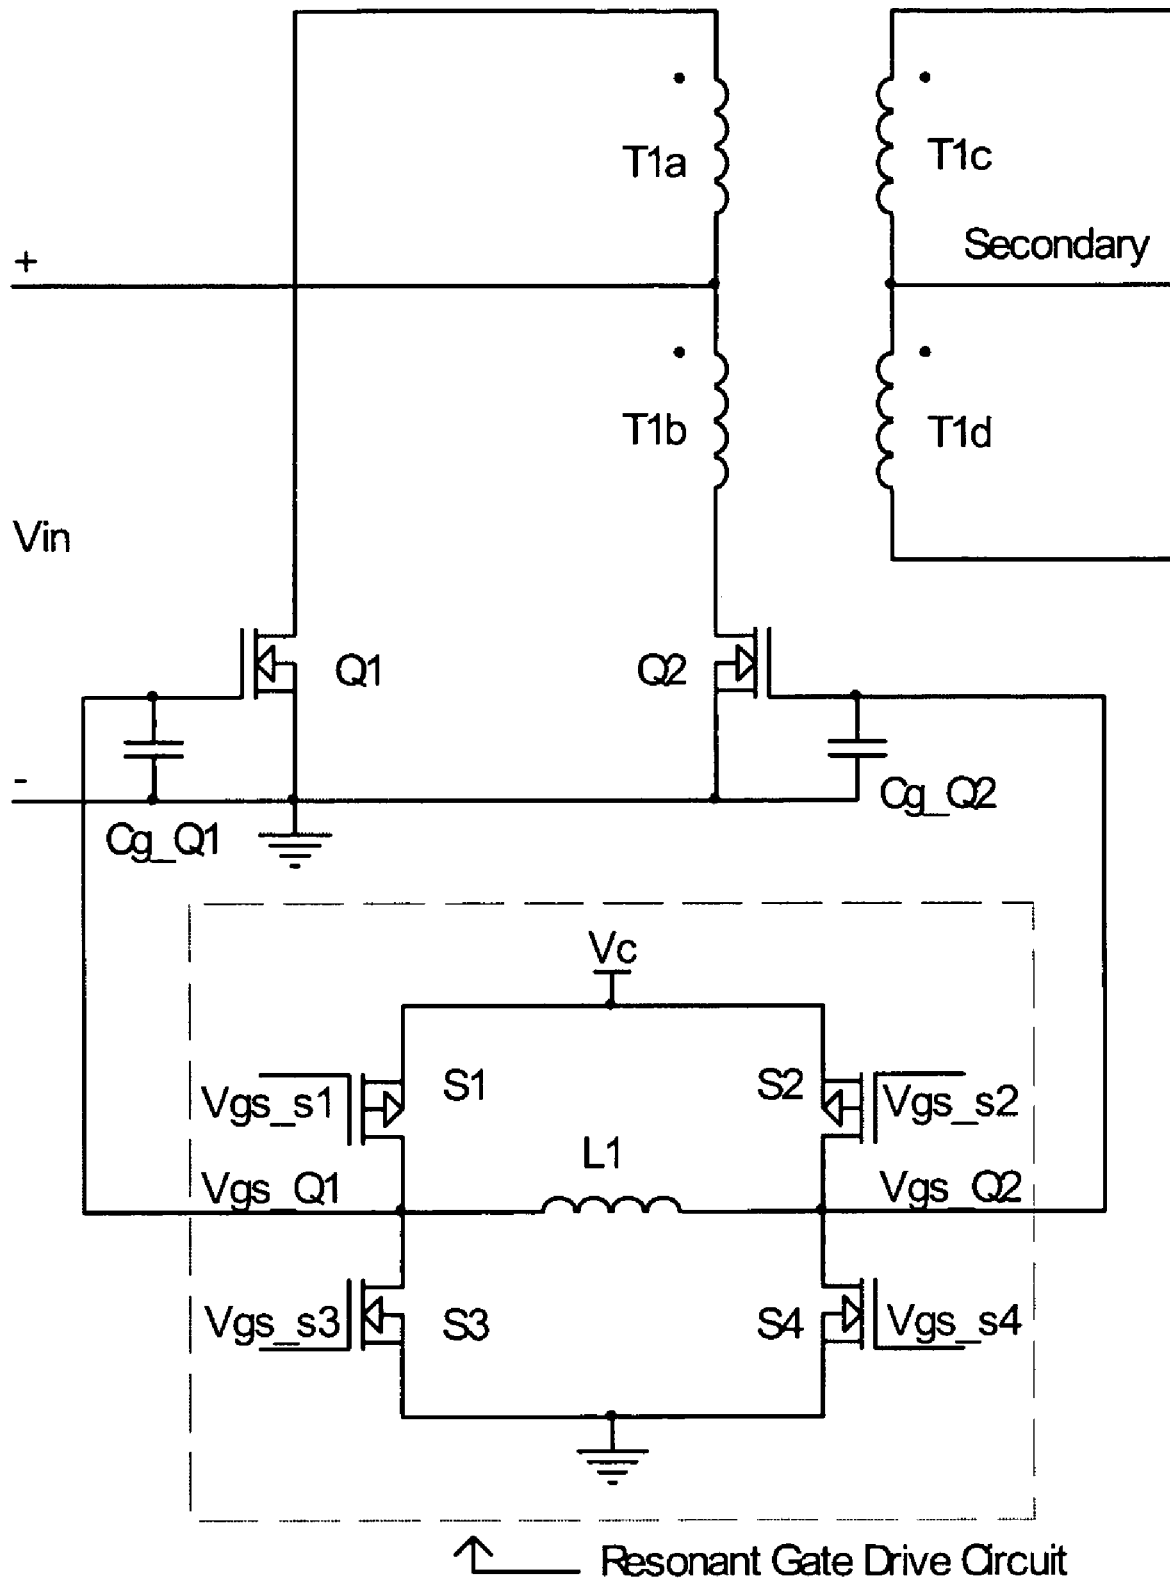 T1a
T1c
+
Secondary
T1b
T1d
Vin
Q1
Q2
-
Cg_Q1
Cg_Q2
Vc
Vgs_s1
S1
S2
Vgs_s2
L1
Vgs_Q1
Vgs_Q2
Vgs_s3
S3
S4
Vgs_s4
Resonant Gate Drive Circuit